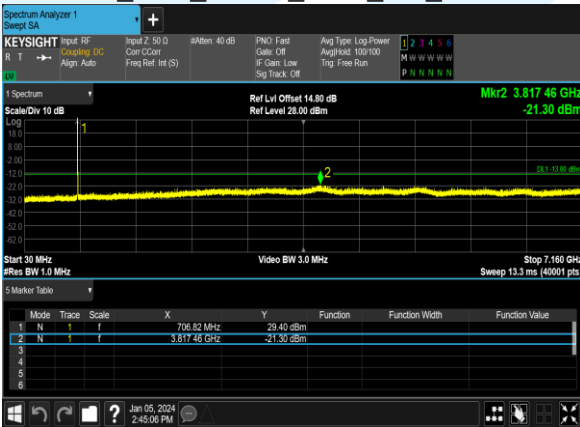 Spectrum Analyzer 1
Swept SA
+
KEYSIGHT Input: RF Input Z: 50 Ω #Atten: 40 dB PNO: Fast Avg Type: Log-Power 1 2 3 4 5 6
R T Coupling: DC Corr CCorr Gate: Off Avg|Hold: 100/100 M W W W W W
Align: Auto Freq Ref: Int (S) IF Gain: Low Trig: Free Run
Sig Track: Off P N N N N N
1 Spectrum Ref Lvl Offset 14.80 dB Mkr2 3.817 46 GHz
Scale/Div 10 dB Ref Level 28.00 dBm -21.30 dBm
Log
18.0
8.00
-2.00
-12.0
-22.0
-32.0
-42.0
-52.0
-62.0
1
2
DL1 -13.00 dBm
Start 30 MHz Video BW 3.0 MHz Stop 7.160 GHz
#Res BW 1.0 MHz Sweep 13.3 ms (40001 pts)
5 Marker Table
Mode Trace Scale X Y Function Function Width Function Value
1 N 1 f 706.82 MHz 29.40 dBm
2 N 1 f 3.817 46 GHz -21.30 dBm
3
4
5
6
? Jan 05, 2024
2:45:06 PM